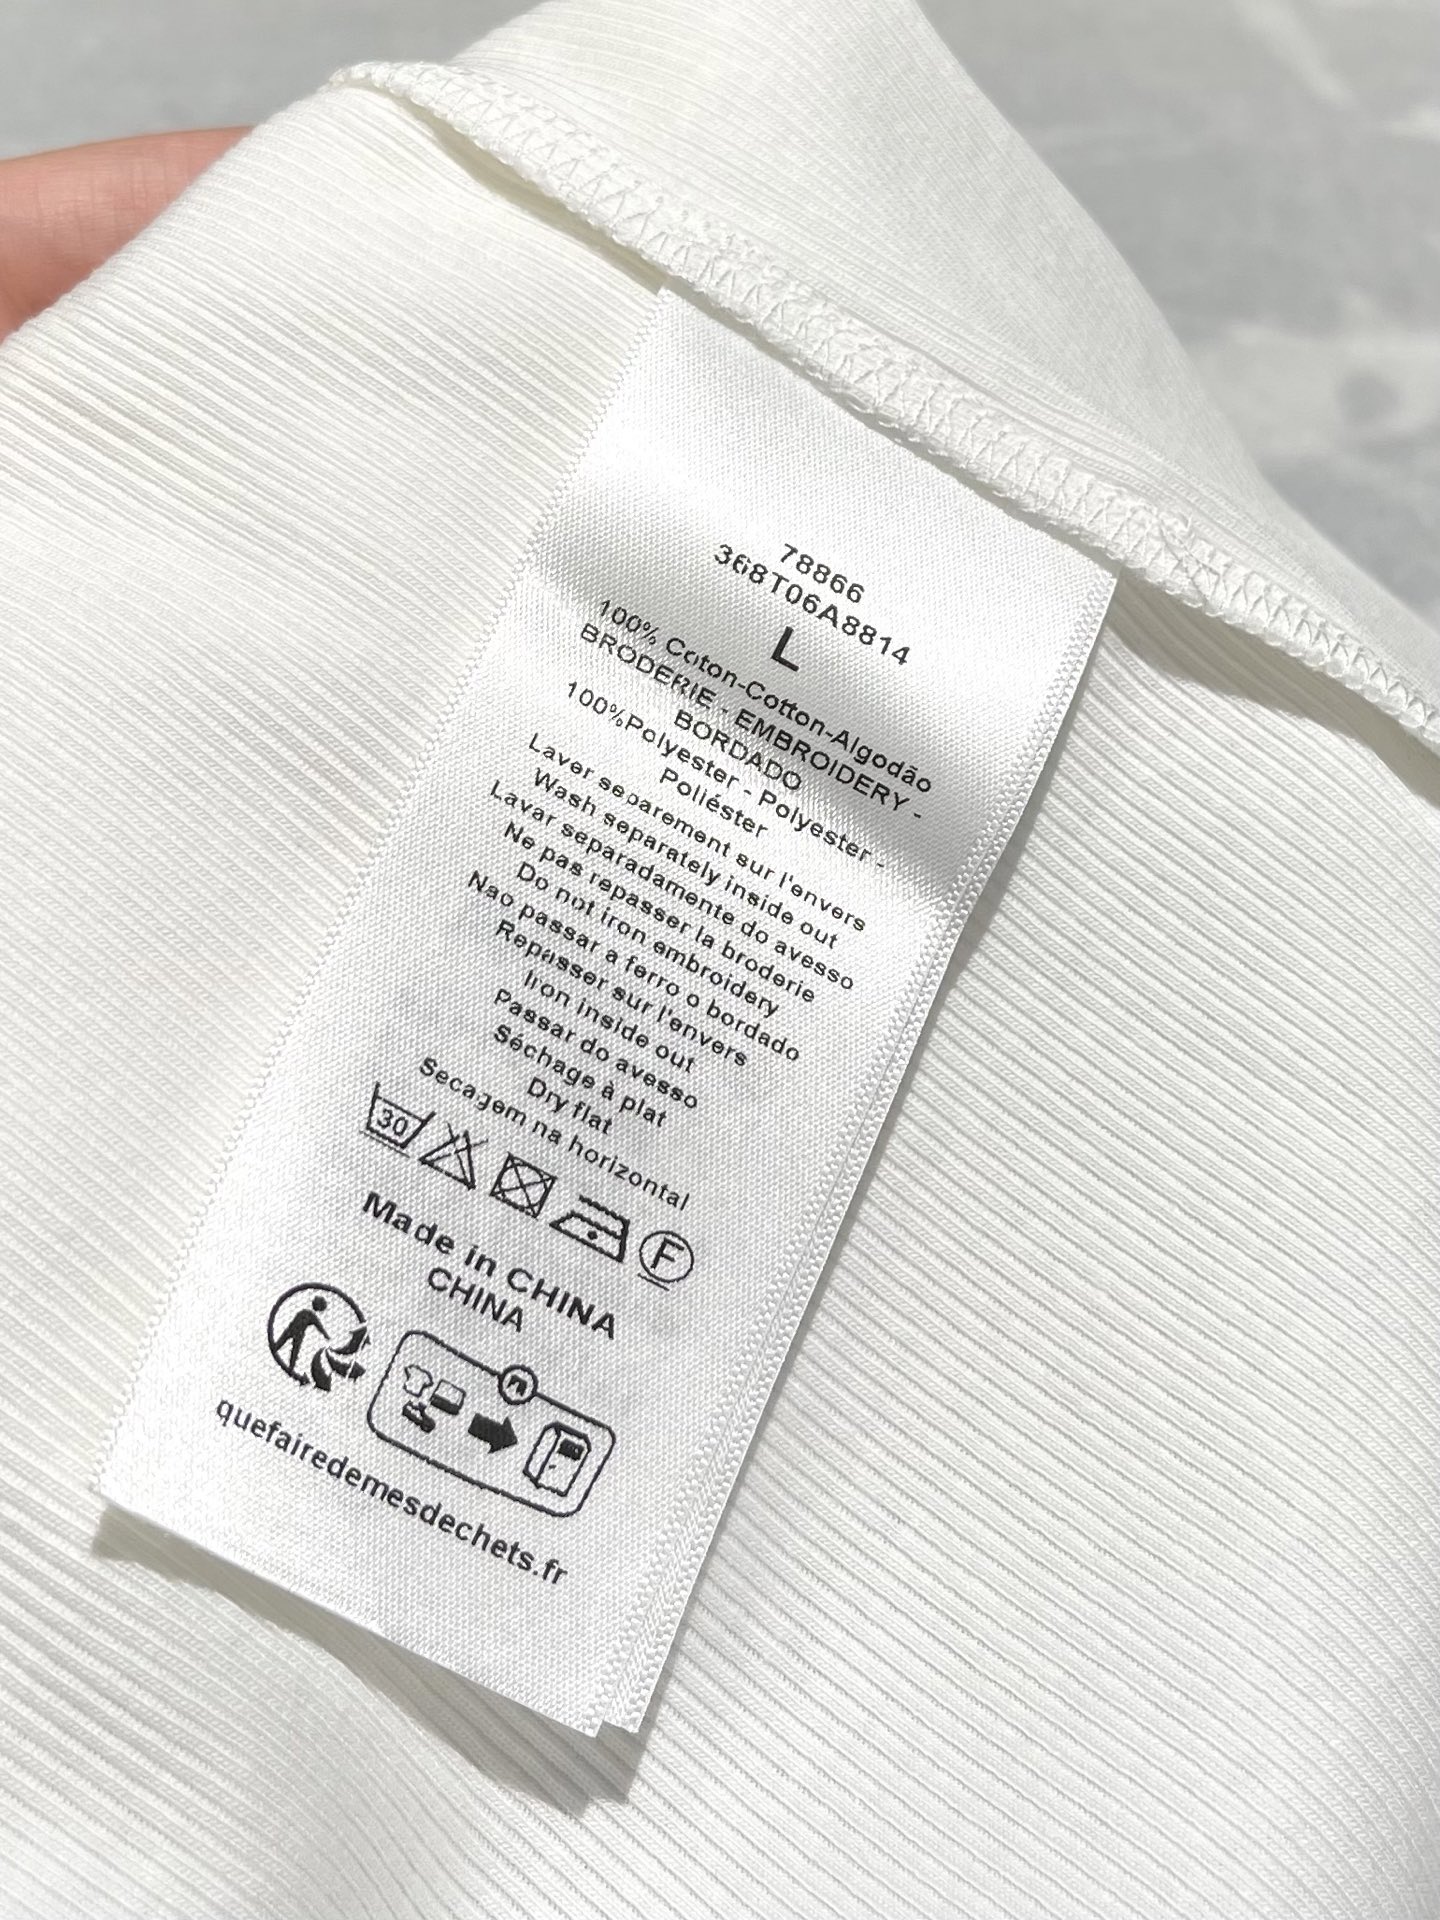 78866
368T06A8814
L
100% Coton-Cotton-Algodão
BRODERIE - EMBROIDERY -
BORDADO
100%Polyester - Polyester -
Poliéster
Laver séparement sur l'envers
Wash separately inside out
Lavar separadamente do avesso
Ne pas repasser la broderie
Do not iron embroidery
Nao passar a ferro o bordado
Repasser sur l'envers
Iron inside out
Passar do avesso
Séchage à plat
Dry flat
Secagem na horizontal
30
F
Made in CHINA
CHINA
FR
quefairedemesdechets.fr